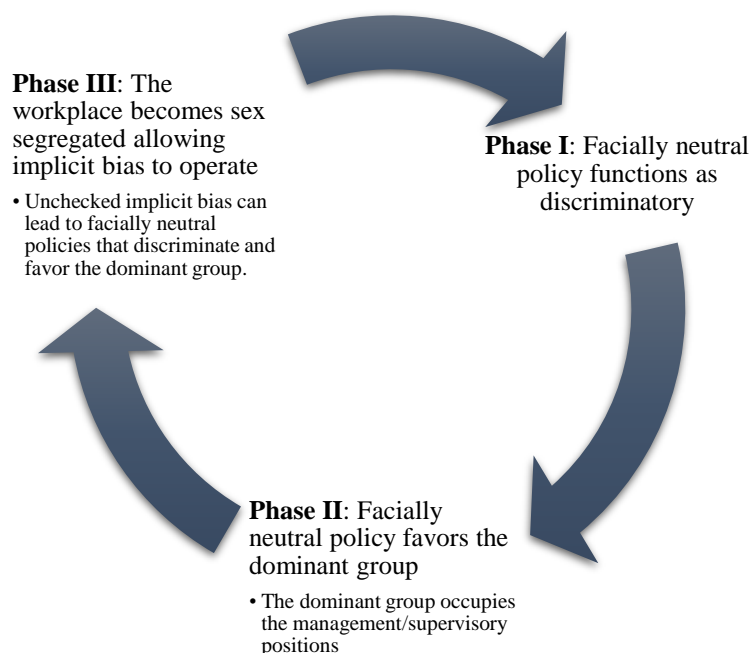 Phase III: The
workplace becomes sex
segregated allowing
implicit bias to operate
• Unchecked implicit bias can
lead to facially neutral
policies that discriminate and
favor the dominant group.
Phase I: Facially neutral
policy functions as
discriminatory
Phase II: Facially
neutral policy favors the
dominant group
• The dominant group occupies
the management/supervisory
positions